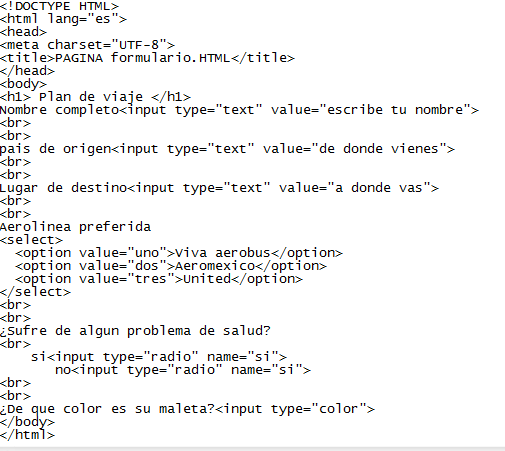 <!DOCTYPE HTML>
<html lang="es">
<head>
<meta charset="UTF-8">
<title>PAGINA formulario.HTML</title>
</head>
<body>
<h1> Plan de viaje </h1>
Nombre completo<input type="text" value="escribe tu nombre">
<br>
<br>
pais de origen<input type="text" value="de donde vienes">
<br>
<br>
Lugar de destino<input type="text" value="a donde vas">
<br>
<br>
Aerolinea preferida
<select>
  <option value="uno">Viva aerobus</option>
  <option value="dos">Aeromexico</option>
  <option value="tres">United</option>
</select>
<br>
<br>
¿Sufre de algun problema de salud?
<br>
    si<input type="radio" name="si">
       no<input type="radio" name="si">
<br>
<br>
¿De que color es su maleta?<input type="color">
</body>
</html>